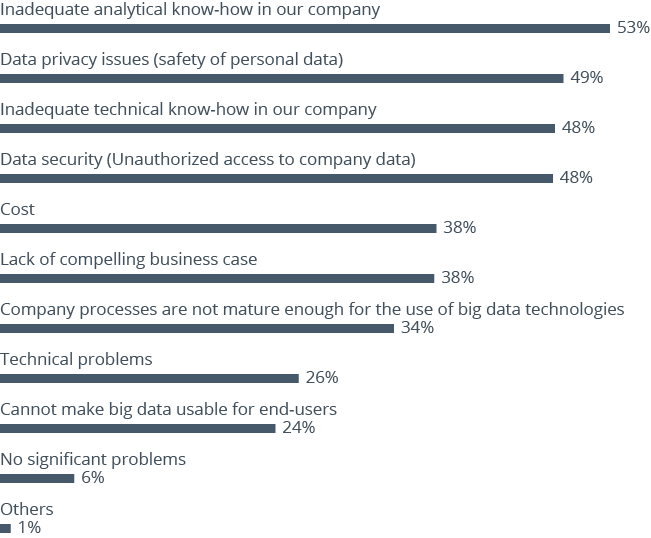 Inadequate analytical know-how in our company
53%
Data privacy issues (safety of personal data)
49%
Inadequate technical know-how in our company
48%
Data security (Unauthorized access to company data)
48%
Cost
38%
Lack of compelling business case
38%
Company processes are not mature enough for the use of big data technologies
34%
Technical problems
26%
Cannot make big data usable for end-users
24%
No significant problems
6%
Others
1%